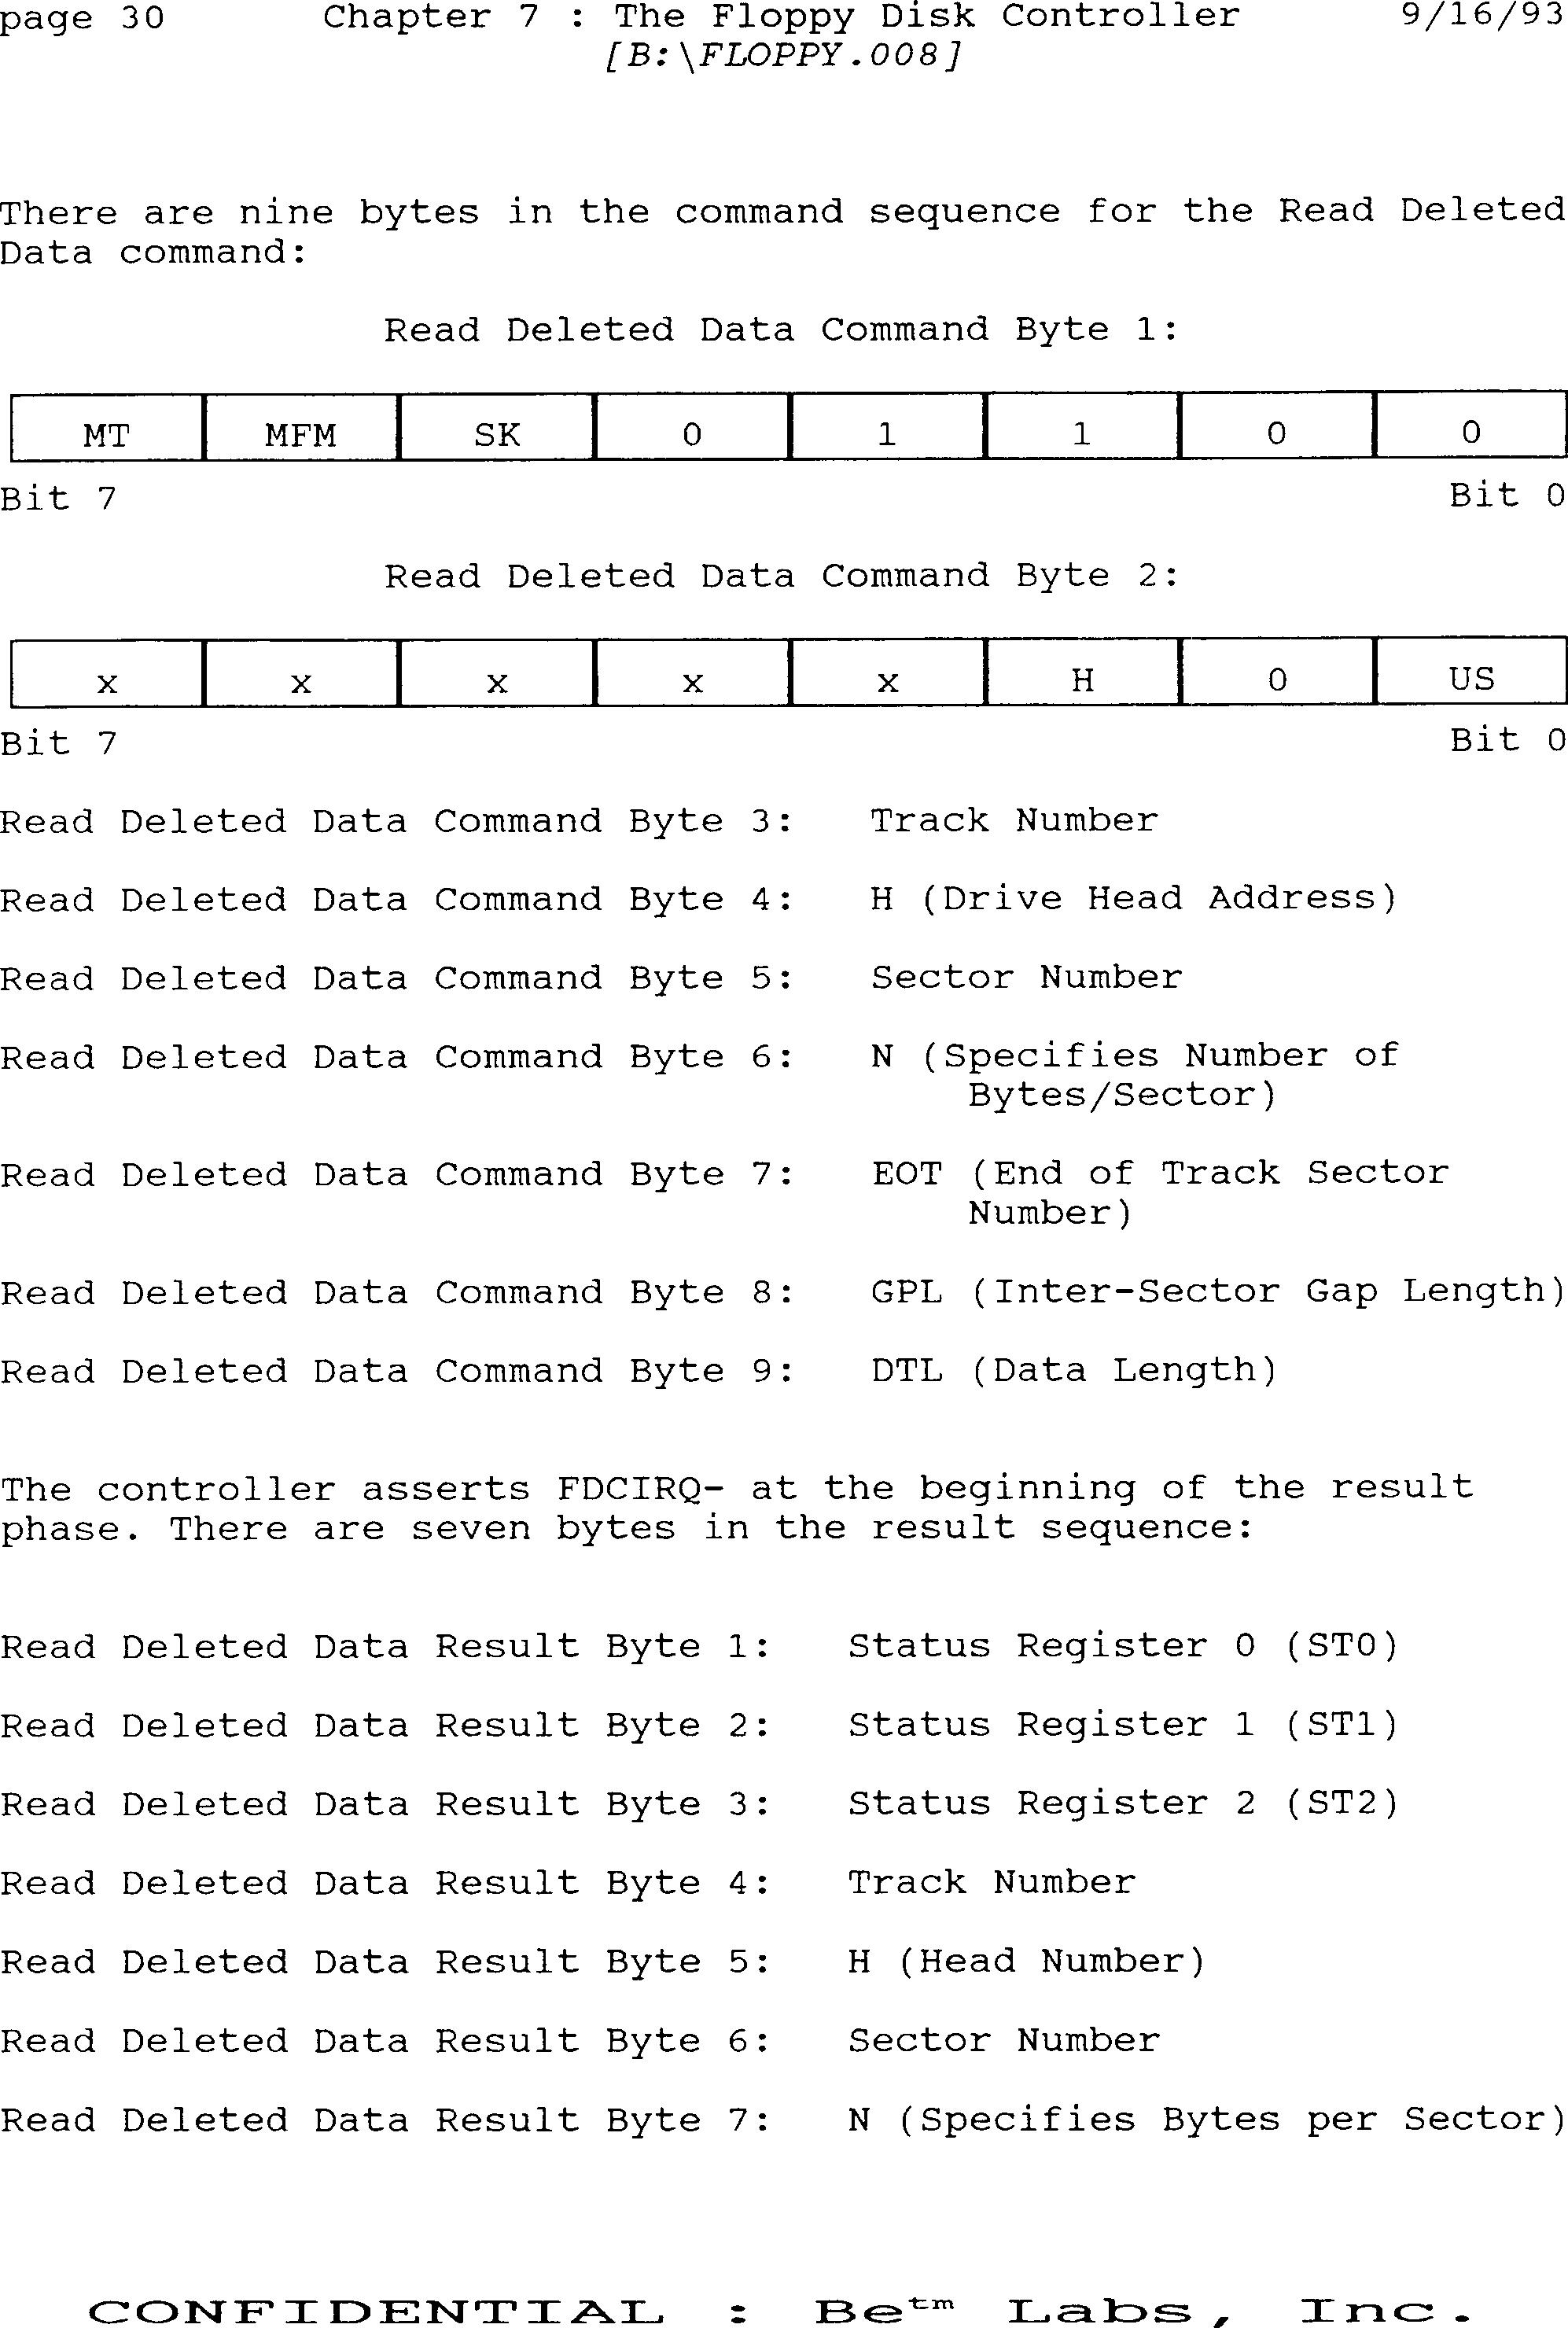 page 30 Chapter 7 : The Floppy Disk Controller 9/16/93
[B:\FLOPPY.008]
There are nine bytes in the command sequence for the Read Deleted
Data command:
Read Deleted Data Command Byte 1:
MT MFM SK 0 1 1 0 0
Bit 7 Bit 0
Read Deleted Data Command Byte 2:
x x x x x H 0 US
Bit 7 Bit 0
Read Deleted Data Command Byte 3: Track Number
Read Deleted Data Command Byte 4: H (Drive Head Address)
Read Deleted Data Command Byte 5: Sector Number
Read Deleted Data Command Byte 6: N (Specifies Number of
Bytes/Sector)
Read Deleted Data Command Byte 7: EOT (End of Track Sector
Number)
Read Deleted Data Command Byte 8: GPL (Inter-Sector Gap Length)
Read Deleted Data Command Byte 9: DTL (Data Length)
The controller asserts FDCIRQ- at the beginning of the result
phase. There are seven bytes in the result sequence:
Read Deleted Data Result Byte 1: Status Register 0 (ST0)
Read Deleted Data Result Byte 2: Status Register 1 (ST1)
Read Deleted Data Result Byte 3: Status Register 2 (ST2)
Read Deleted Data Result Byte 4: Track Number
Read Deleted Data Result Byte 5: H (Head Number)
Read Deleted Data Result Byte 6: Sector Number
Read Deleted Data Result Byte 7: N (Specifies Bytes per Sector)
CONFIDENTIAL : Be™ Labs, Inc.